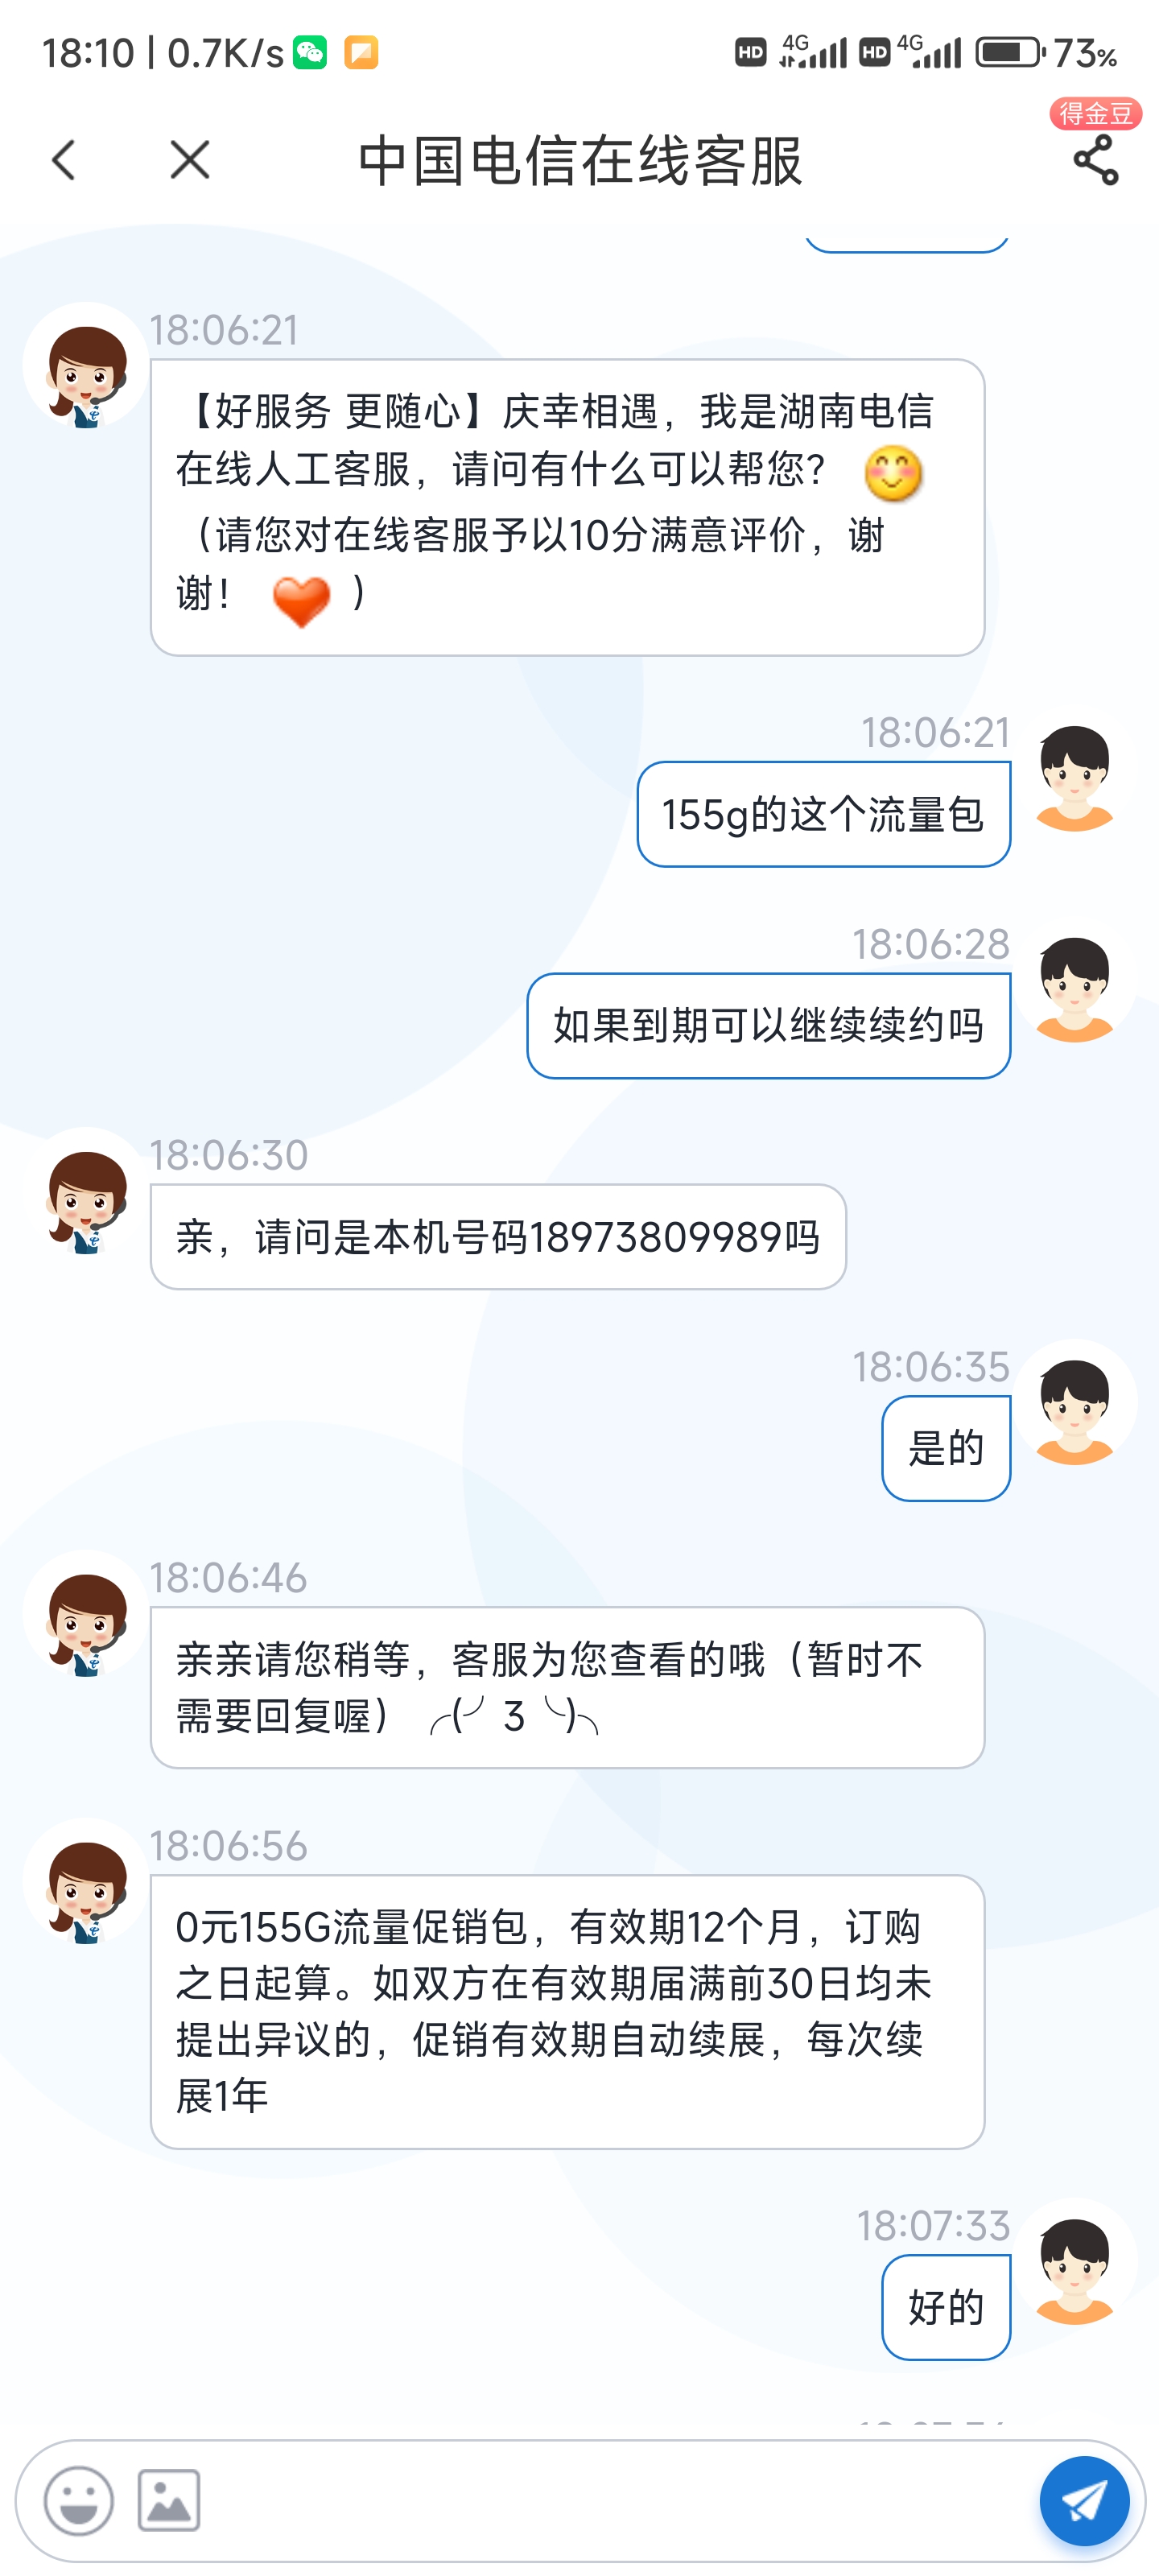 18:10 | 0.7K/s HD 4G HD 4G 73%
得金豆
中国电信在线客服
18:06:21
【好服务 更随心】庆幸相遇，我是湖南电信
在线人工客服，请问有什么可以帮您？
（请您对在线客服予以10分满意评价，谢
谢！ ）
18:06:21
155g的这个流量包
18:06:28
如果到期可以继续续约吗
18:06:30
亲，请问是本机号码18973809989吗
18:06:35
是的
18:06:46
亲亲请您稍等，客服为您查看的哦（暂时不
需要回复喔） ╭(╯3╰)╮
18:06:56
0元155G流量促销包，有效期12个月，订购
之日起算。如双方在有效期届满前30日均未
提出异议的，促销有效期自动续展，每次续
展1年
18:07:33
好的